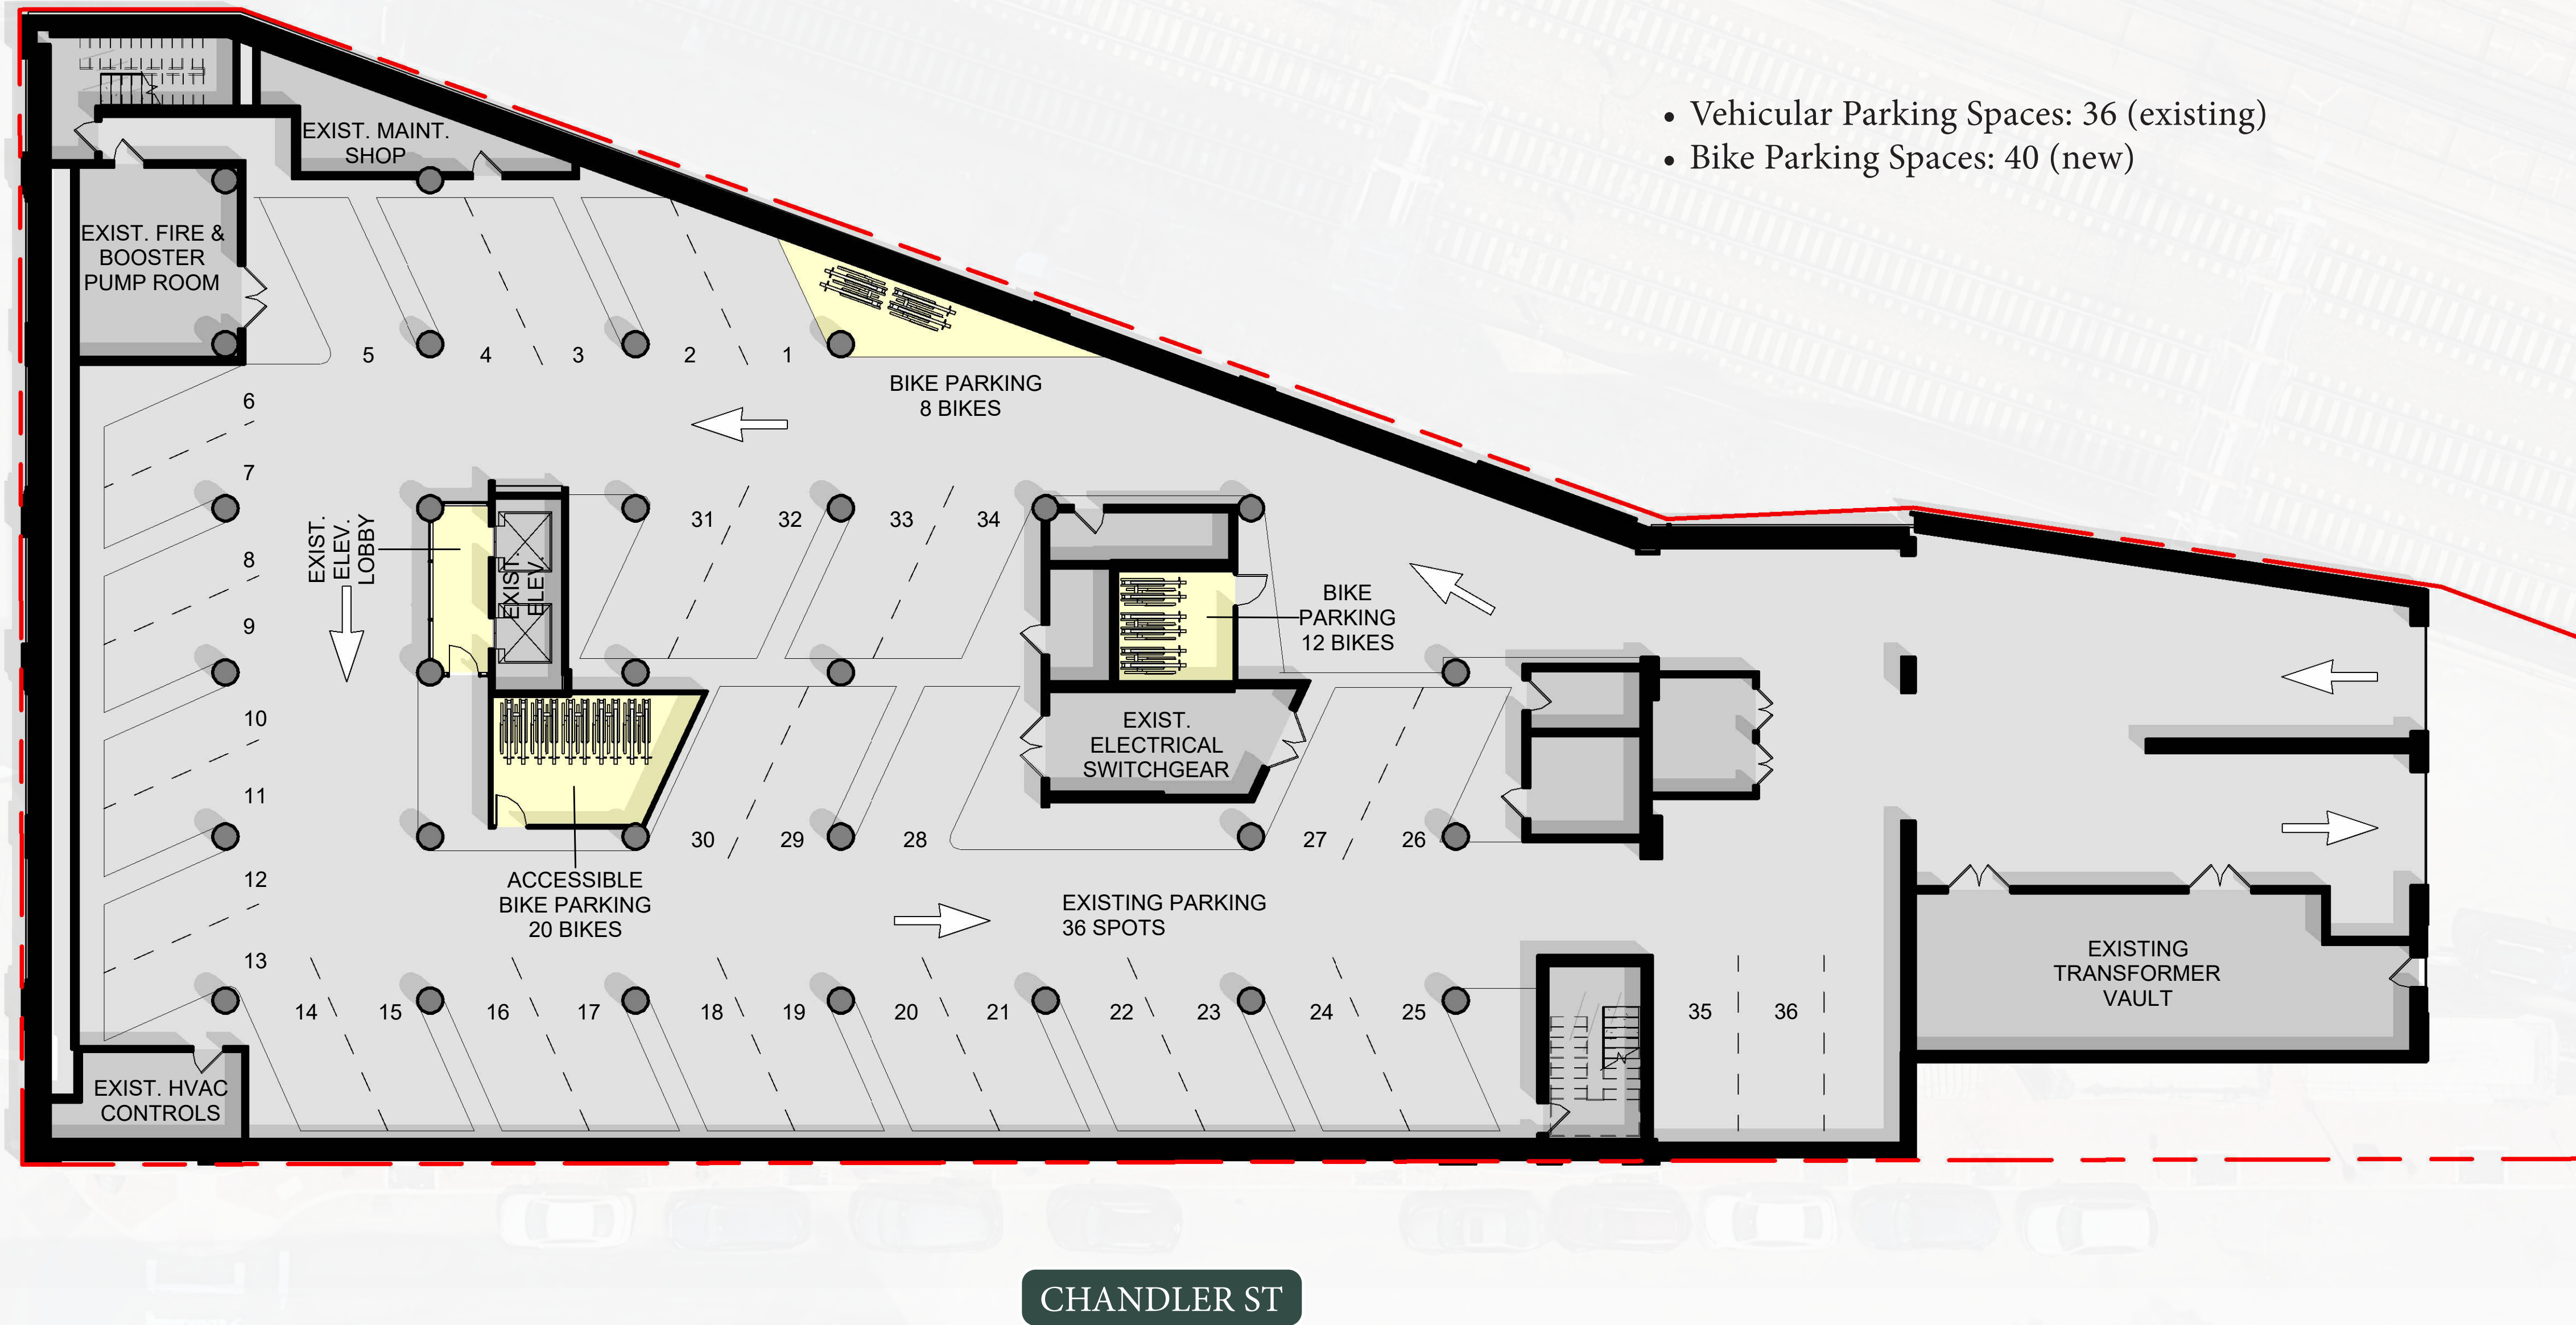 • Vehicular Parking Spaces: 36 (existing)
• Bike Parking Spaces: 40 (new)
EXIST. MAINT.
SHOP
EXIST. FIRE &
BOOSTER
PUMP ROOM
5
4
3
2
1
BIKE PARKING
8 BIKES
6
7
8
9
10
11
12
13
EXIST.
ELEV.
LOBBY
EXIST.
ELEV.
31
32
33
34
BIKE
PARKING
12 BIKES
EXIST.
ELECTRICAL
SWITCHGEAR
30
29
28
27
26
ACCESSIBLE
BIKE PARKING
20 BIKES
EXISTING PARKING
36 SPOTS
EXISTING
TRANSFORMER
VAULT
14
15
16
17
18
19
20
21
22
23
24
25
35
36
EXIST. HVAC
CONTROLS
CHANDLER ST